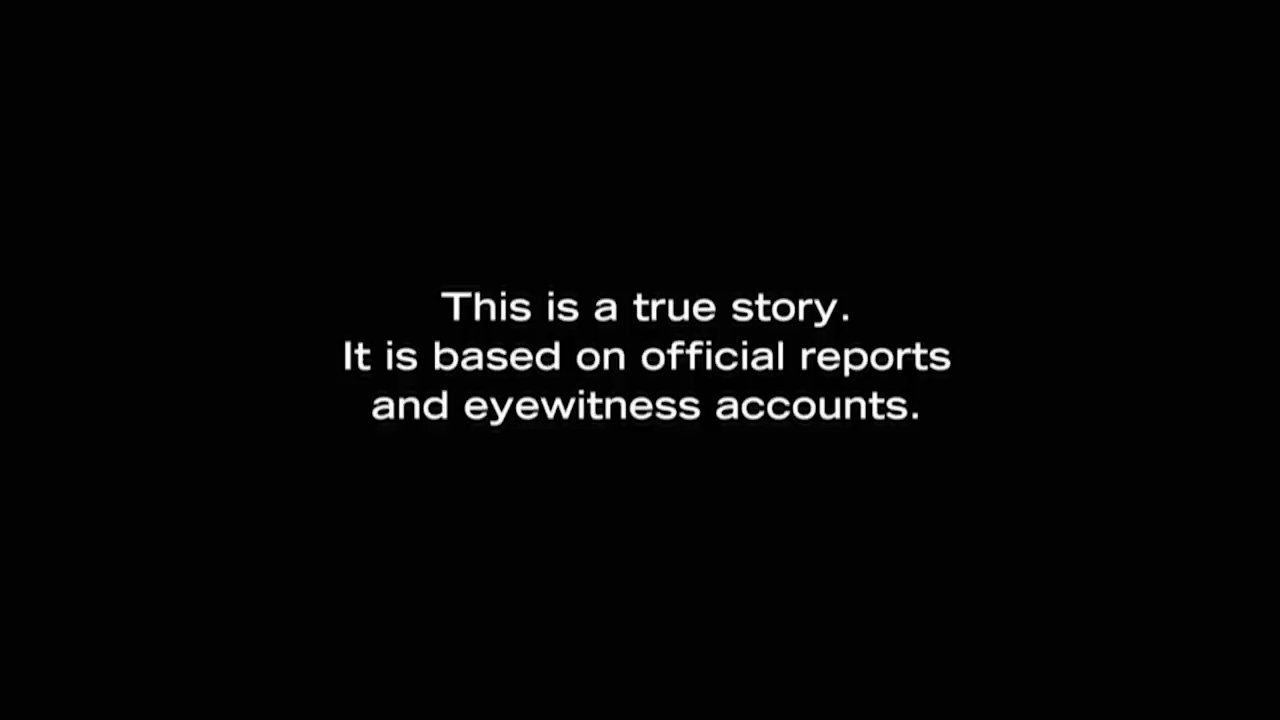 This is a true story.
It is based on official reports
and eyewitness accounts.